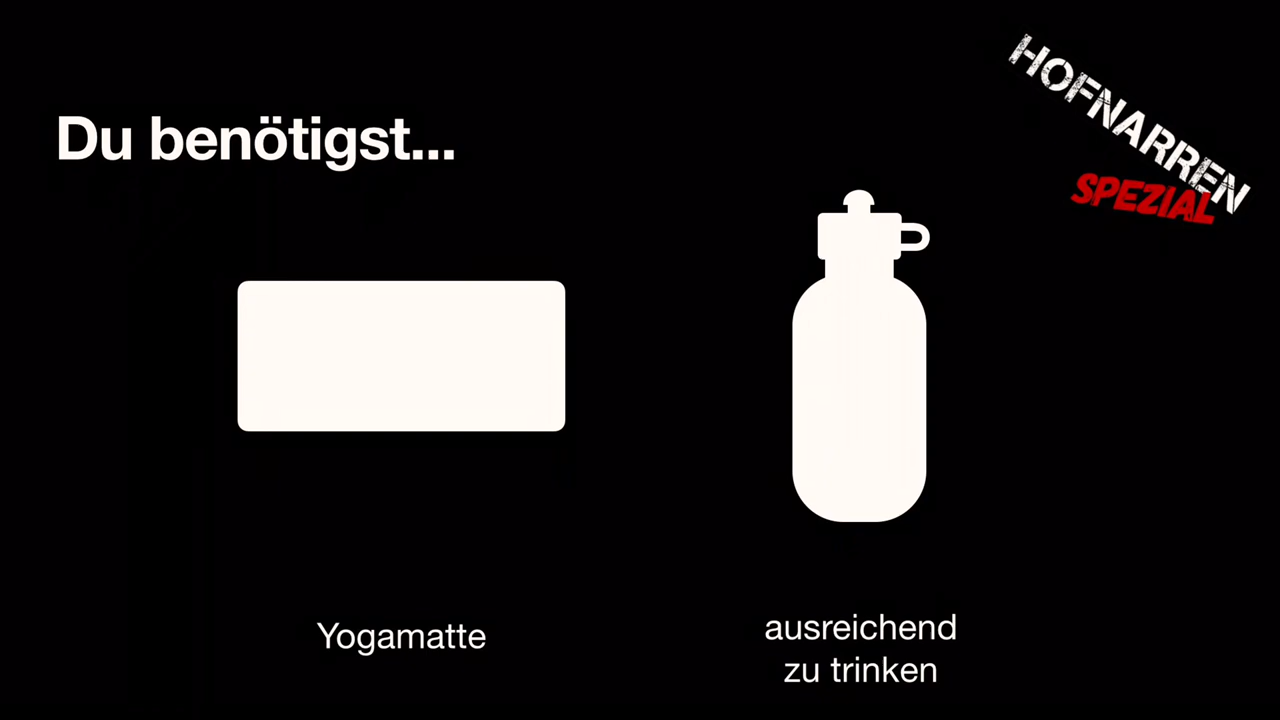 Du benötigst...
HOFNARREN
SPEZIAL
Yogamatte
ausreichend
zu trinken